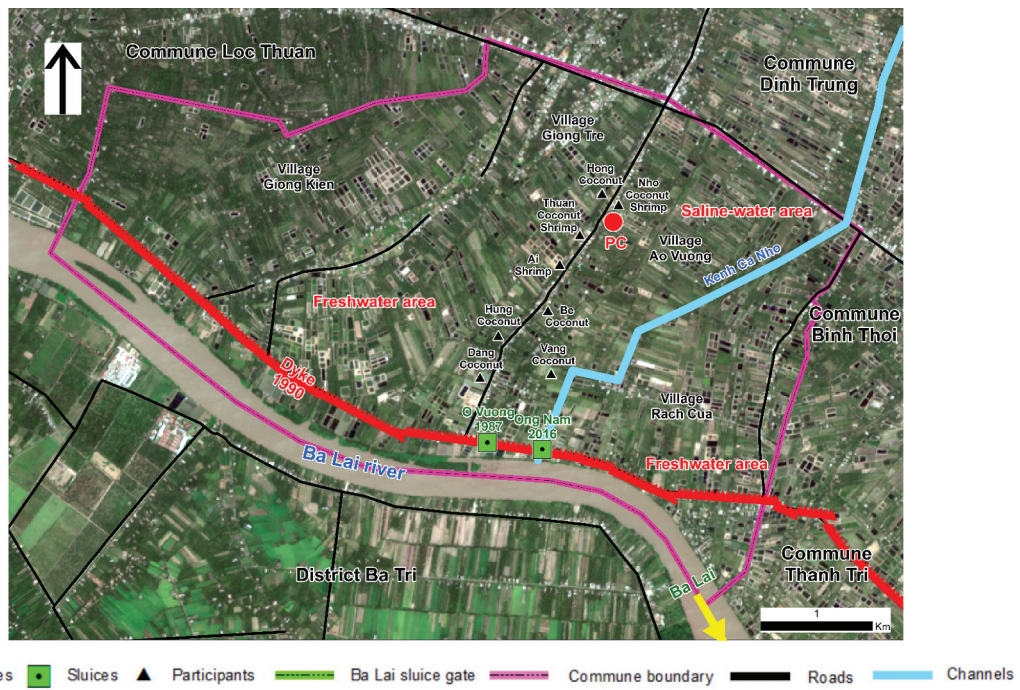 Commune Loc Thuan
Commune
Dinh Trung
Village
Giong Tre
Village
Giong Kien
Hong
Coconut
Nho
Coconut
Shrimp
Thuan
Coconut
Shrimp
Saline-water area
PC
Village
Ao Vuong
Ai
Shrimp
Kenh Ca Nho
Freshwater area
Hung
Coconut
Be
Coconut
Commune
Binh Thoi
Dang
Coconut
Vang
Coconut
Dyke
1990
Village
Rach Cua
O Vuong
1987
Ong Nam
2016
Ba Lai river
Freshwater area
Commune
Thanh Tri
District Ba Tri
Ba Lai
1
Km
es Sluices Participants Ba Lai sluice gate Commune boundary Roads Channels